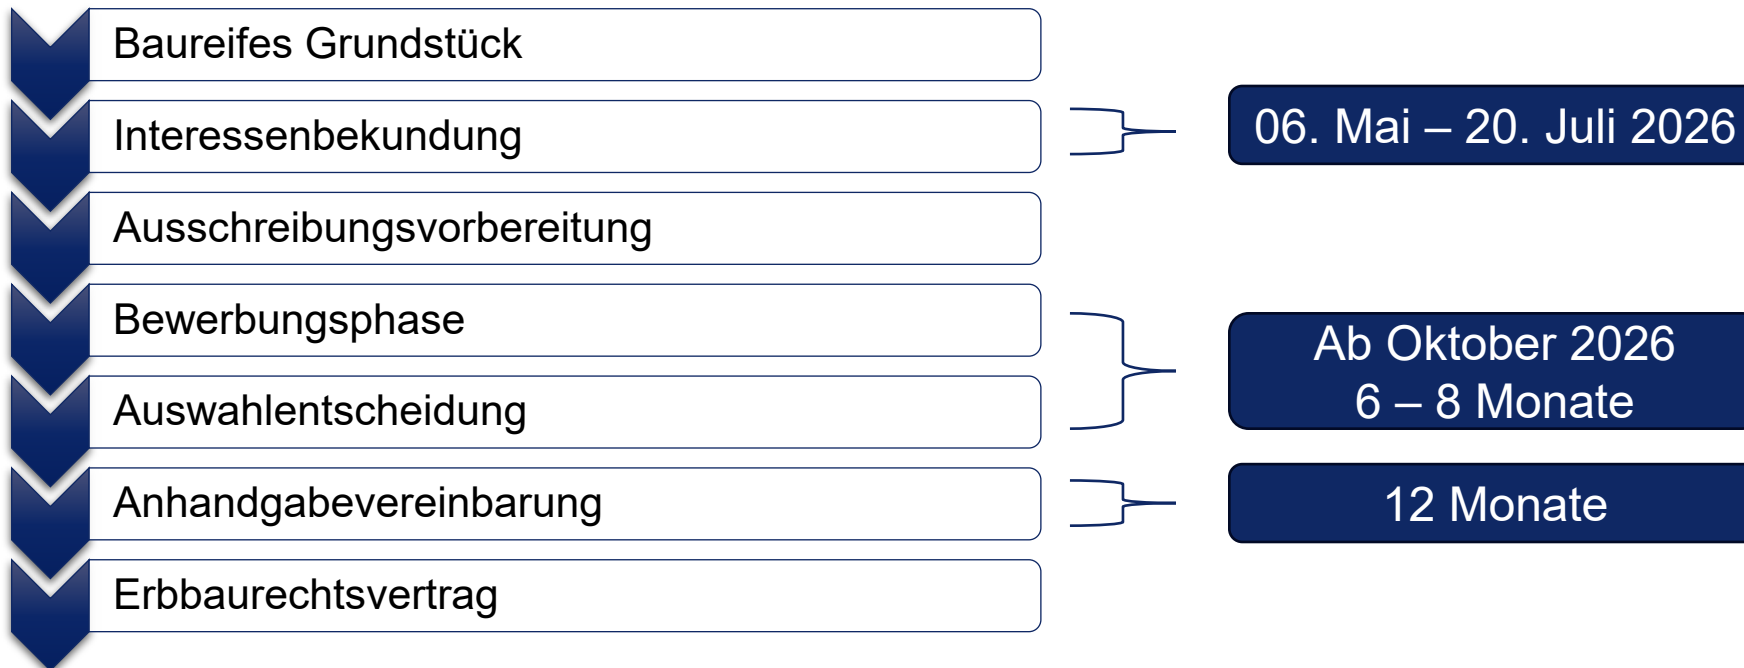 Baureifes Grundstück
Interessenbekundung
06. Mai – 20. Juli 2026
Ausschreibungsvorbereitung
Bewerbungsphase
Auswahlentscheidung
Ab Oktober 2026
6 – 8 Monate
Anhandgabevereinbarung
12 Monate
Erbbaurechtsvertrag